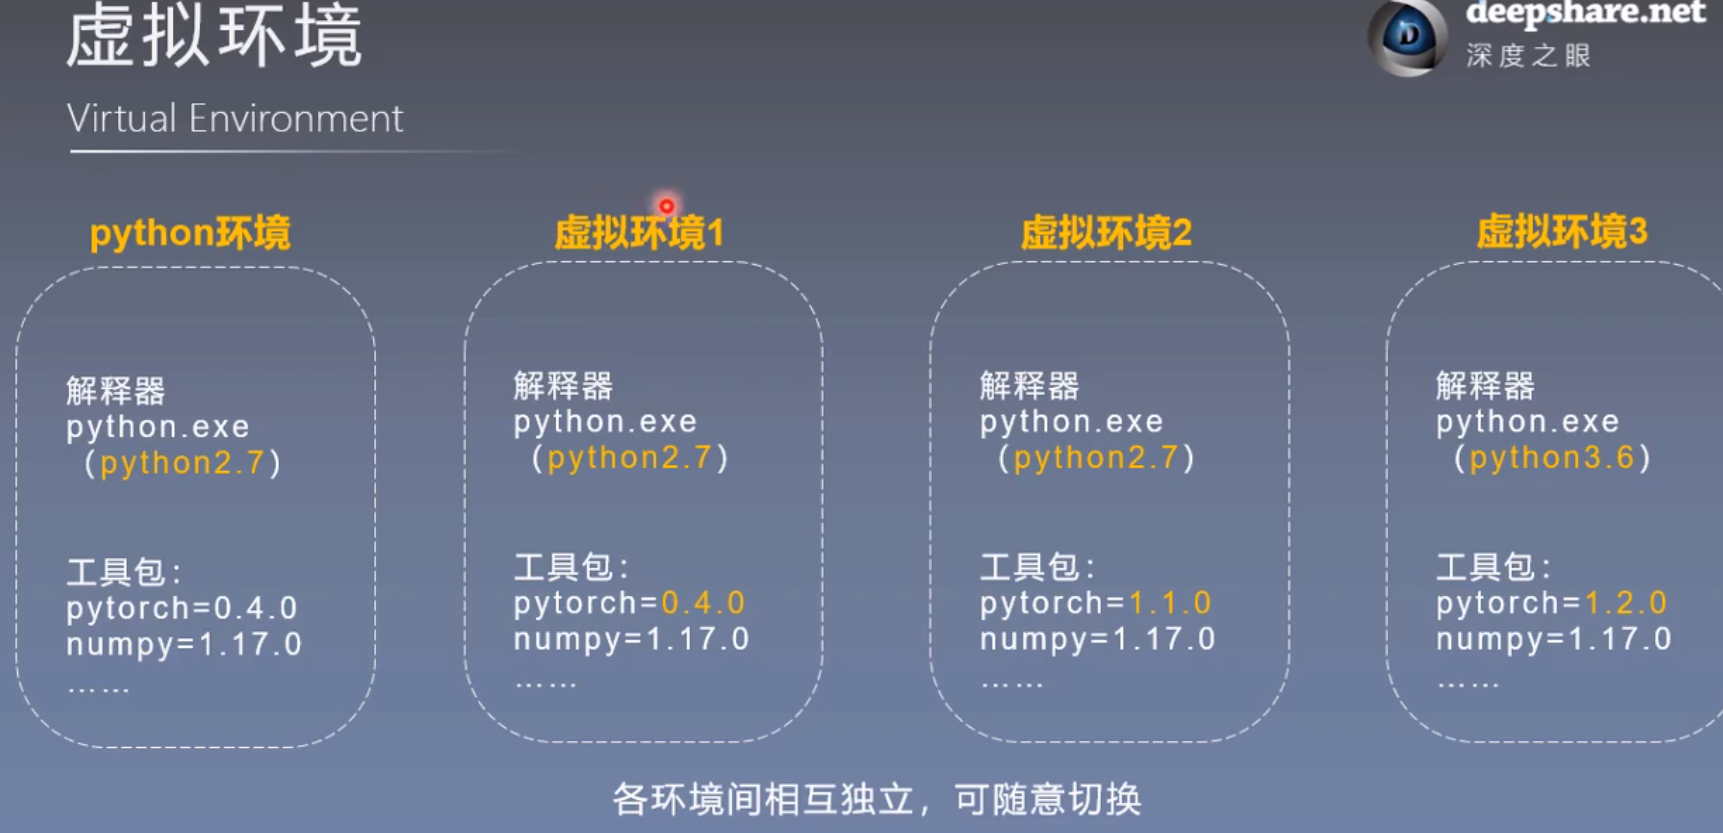 虚拟环境
deepshare.net
深度之眼
Virtual Environment
python环境
解释器
python.exe
（python2.7）
工具包：
pytorch=0.4.0
numpy=1.17.0
……
虚拟环境1
解释器
python.exe
（python2.7）
工具包：
pytorch=0.4.0
numpy=1.17.0
……
虚拟环境2
解释器
python.exe
（python2.7）
工具包：
pytorch=1.1.0
numpy=1.17.0
……
虚拟环境3
解释器
python.exe
（python3.6）
工具包：
pytorch=1.2.0
numpy=1.17.0
……
各环境间相互独立，可随意切换